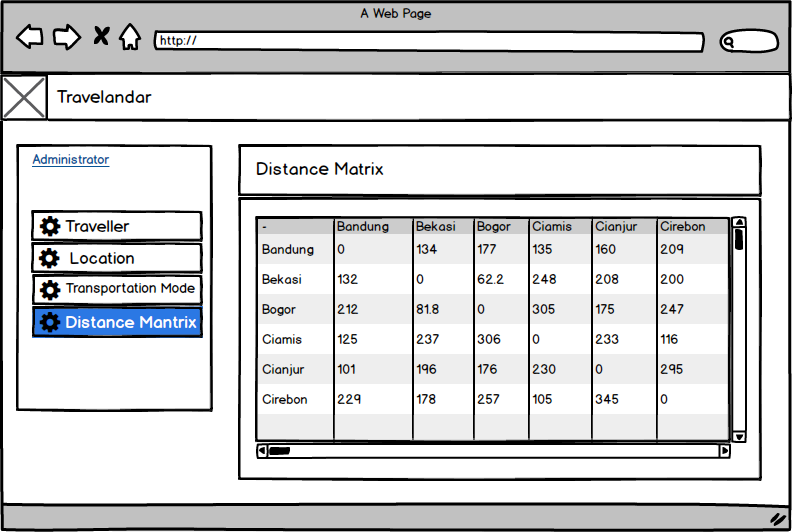 A Web Page
http://
Travelandar
Administrator
Traveller
Location
Transportation Mode
Distance Mantrix
Distance Matrix
- Bandung Bekasi Bogor Ciamis Cianjur Cirebon
Bandung 0 134 177 135 160 209
Bekasi 132 0 62.2 248 208 200
Bogor 212 81.8 0 305 175 247
Ciamis 125 237 306 0 233 116
Cianjur 101 196 176 230 0 295
Cirebon 229 178 257 105 345 0